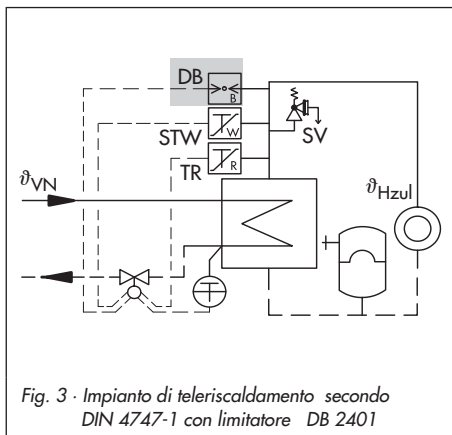 DB
B
STW
W
SV
TR
R
ϑVN
ϑHzul
Fig. 3 · Impianto di teleriscaldamento secondo
DIN 4747-1 con limitatore DB 2401